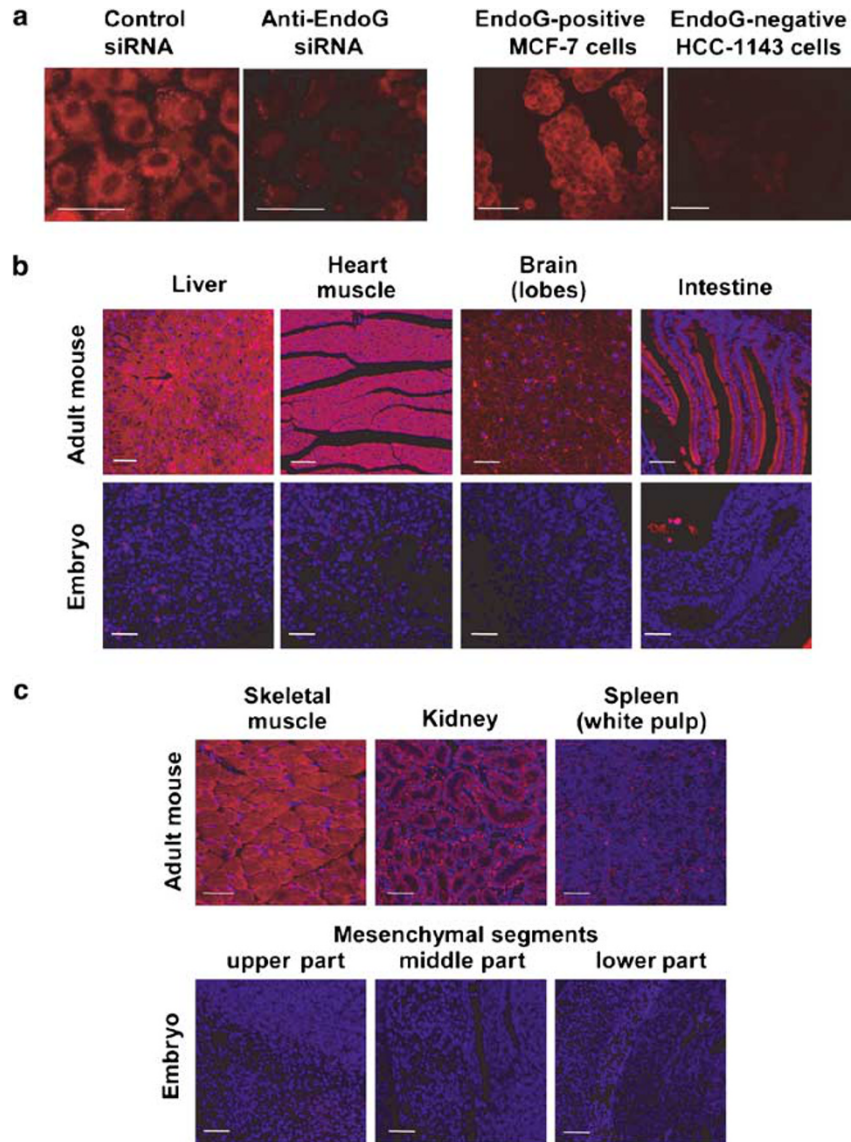 a
Control
siRNA
Anti-EndoG
siRNA
EndoG-positive
MCF-7 cells
EndoG-negative
HCC-1143 cells
b
Liver
Heart
muscle
Brain
(lobes)
Intestine
Adult mouse
Embryo
c
Skeletal
muscle
Kidney
Spleen
(white pulp)
Adult mouse
Mesenchymal segments
upper part
middle part
lower part
Embryo